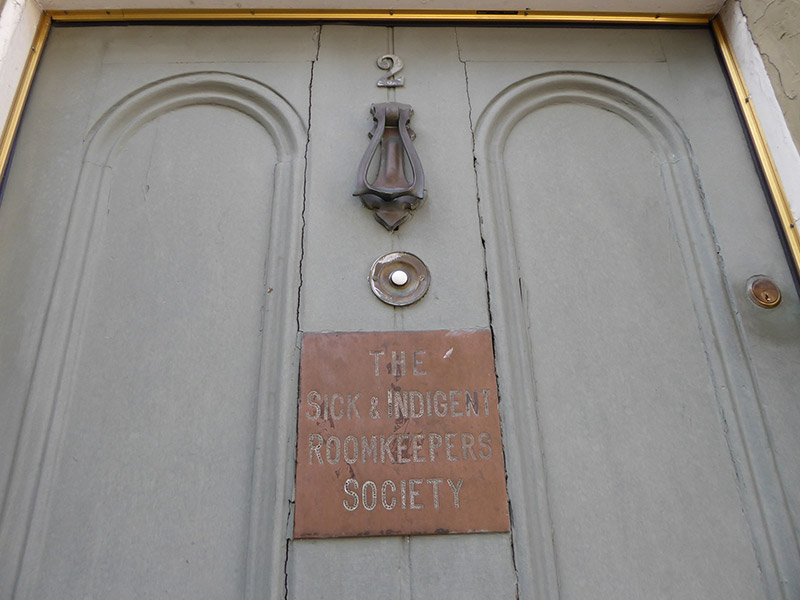 2
THE
SICK & INDIGENT
ROOMKEEPERS
SOCIETY